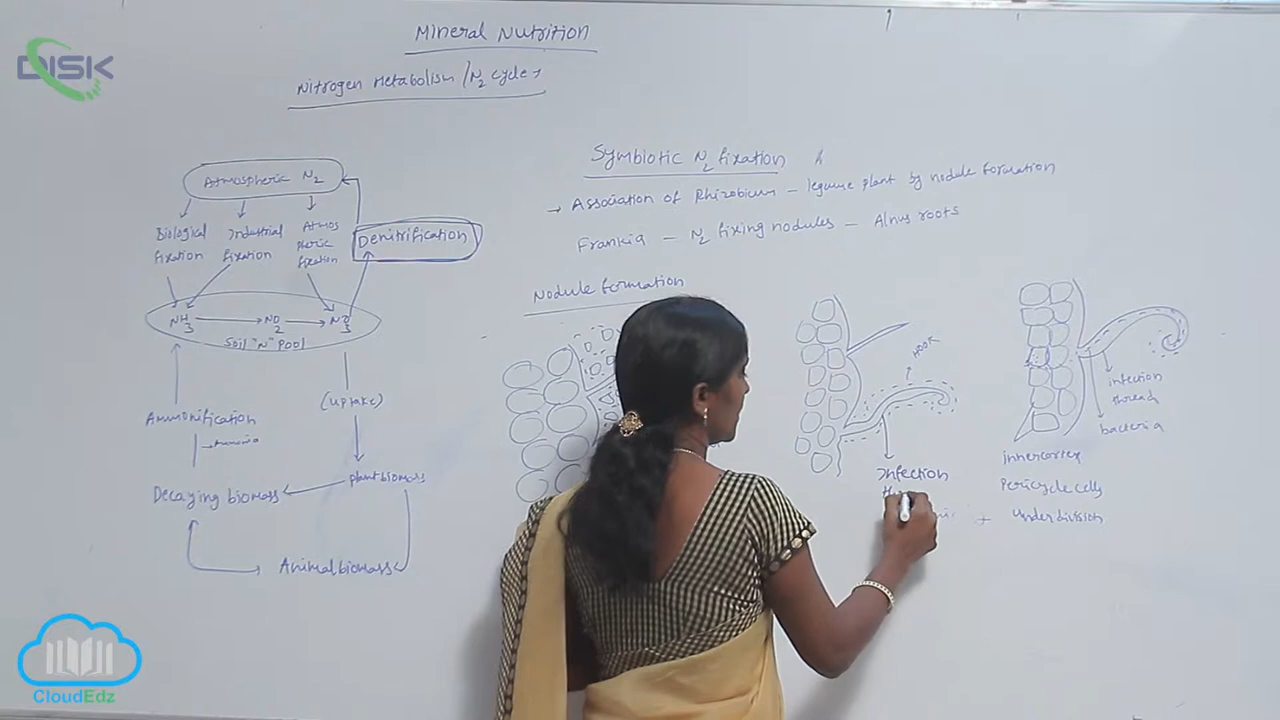 DISK
Mineral Nutrition
Nitrogen Metabolism / N2 cycle →
Atmospheric N2
Biological fixation
Industrial fixation
Atmos pheric fixation
Denitrification
NH3 → NO2 → NO3
Soil "N" Pool
Ammonification
(uptake)
Decaying biomass
plant biomass
Animal biomass
Symbiotic N2 fixation
→ Association of Rhizobium – legume plant by nodule formation
Frankia – N2 fixing nodules – Alnus roots
Nodule formation
Hook
Infection
infection thread
bacteria
inner cortex
Pericycle cells
+ Under division
CloudEdz